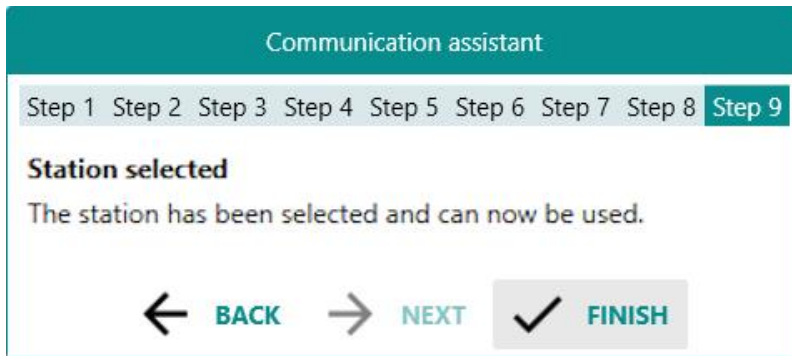 Communication assistant
Step 1 Step 2 Step 3 Step 4 Step 5 Step 6 Step 7 Step 8 Step 9
Station selected
The station has been selected and can now be used.
BACK NEXT FINISH